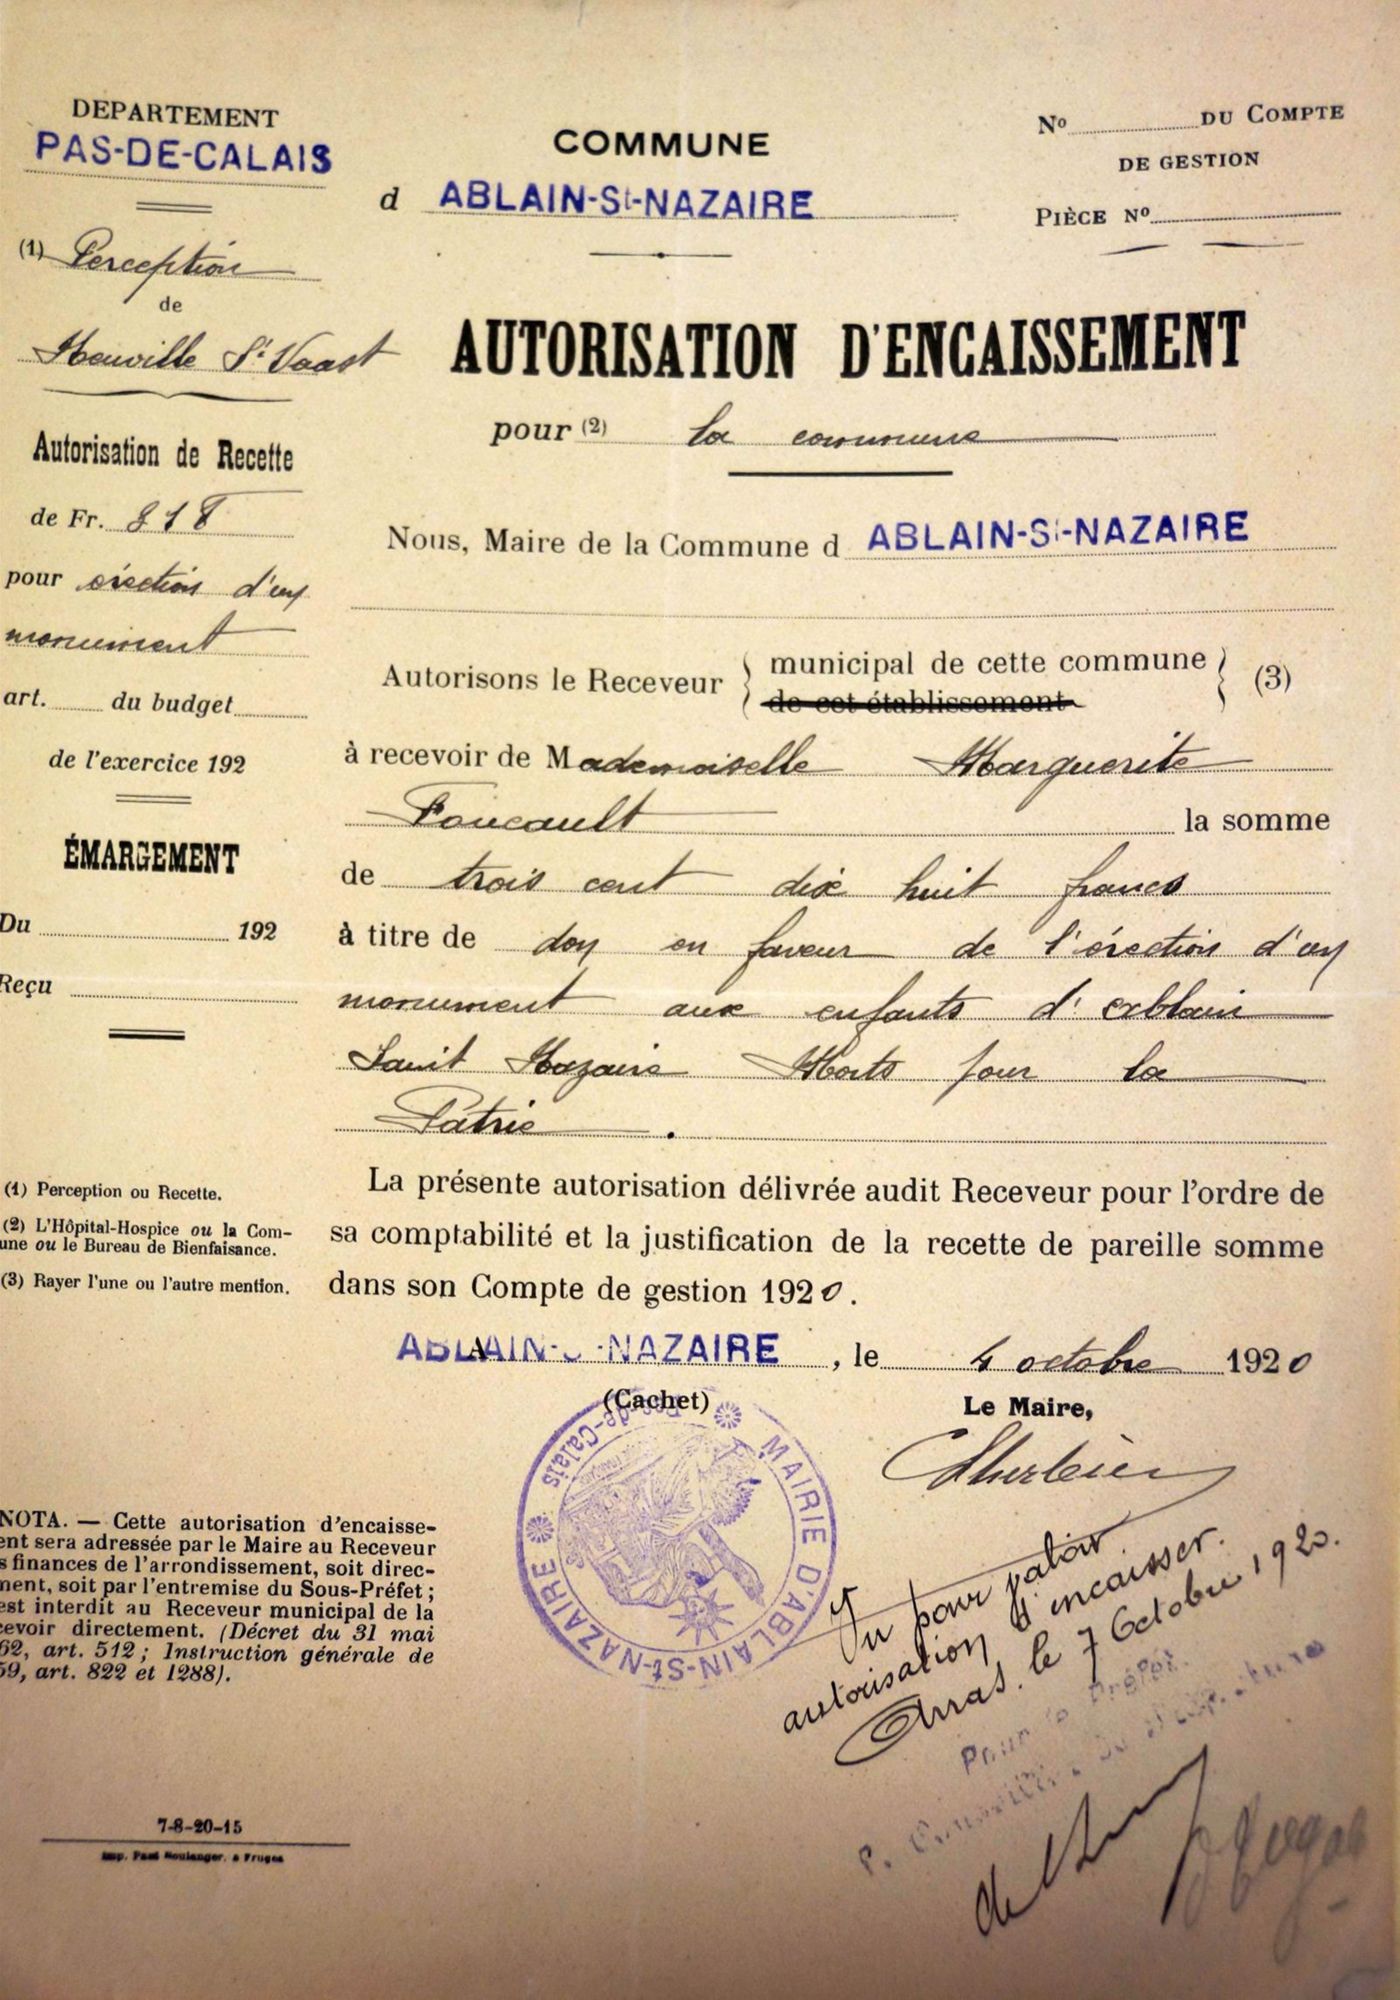 DEPARTEMENT
PAS-DE-CALAIS
(1) Perception
de
Neuville St Vaast
Autorisation de Recette
de Fr. 318
pour érection d'un
monument
art. du budget
de l'exercice 192
ÉMARGEMENT
Du 192
Reçu
(1) Perception ou Recette.
(2) L'Hôpital-Hospice ou la Com-
une ou le Bureau de Bienfaisance.
(3) Rayer l'une ou l'autre mention.
NOTA. — Cette autorisation d'encaisse-
ent sera adressée par le Maire au Receveur
s finances de l'arrondissement, soit direc-
ment, soit par l'entremise du Sous-Préfet ;
est interdit au Receveur municipal de la
cevoir directement. (Décret du 31 mai
62, art. 512 ; Instruction générale de
59, art. 822 et 1288).
7-8-20-15
Imp. Paul Boulanger, à Fruges
COMMUNE
d ABLAIN-St-NAZAIRE
No DU COMPTE
DE GESTION
PIÈCE No
AUTORISATION D'ENCAISSEMENT
pour (2) la commune
Nous, Maire de la Commune d ABLAIN-St-NAZAIRE
Autorisons le Receveur { municipal de cette commune } (3)
de cet établissement
à recevoir de Mademoiselle Marguerite
Foucault la somme
de trois cent dix huit francs
à titre de don en faveur de l'érection d'un
monument aux enfants d'Ablain
Saint Nazaire Morts pour la
Patrie.
La présente autorisation délivrée audit Receveur pour l'ordre de
sa comptabilité et la justification de la recette de pareille somme
dans son Compte de gestion 1920.
ABLAIN-St-NAZAIRE, le 4 octobre 1920
(Cachet)
Le Maire,
MAIRIE D'ABLAIN-St-NAZAIRE
Pas-de-Calais
Vu pour valoir
autorisation d'encaisser.
Arras, le 7 Octobre 1920.
Pour le Préfet